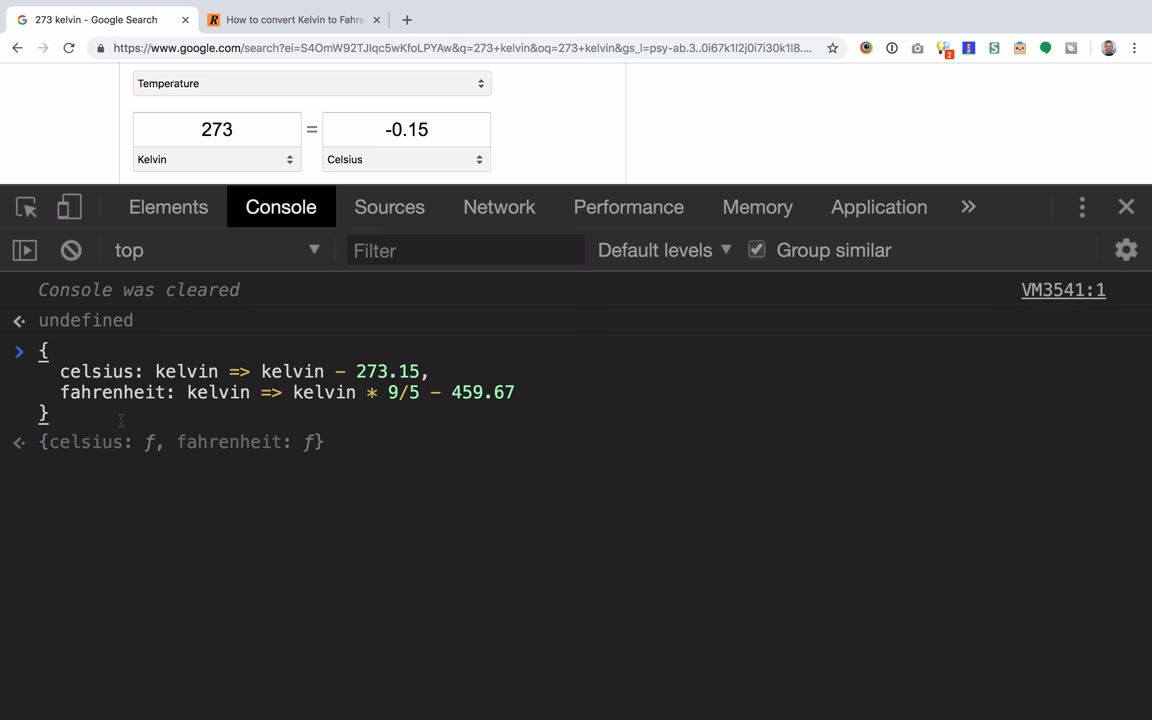 273 kelvin - Google Search
How to convert Kelvin to Fahre
https://www.google.com/search?ei=S4OmW92TJIqc5wKfoLPYAw&q=273+kelvin&oq=273+kelvin&gs_l=psy-ab.3..0i67k1l2j0i7i30k1l8....
2
Temperature
273 = -0.15
Kelvin Celsius
Elements Console Sources Network Performance Memory Application »
top Filter Default levels Group similar
Console was cleared VM3541:1
undefined
{
celsius: kelvin => kelvin - 273.15,
fahrenheit: kelvin => kelvin * 9/5 - 459.67
}
{celsius: ƒ, fahrenheit: ƒ}